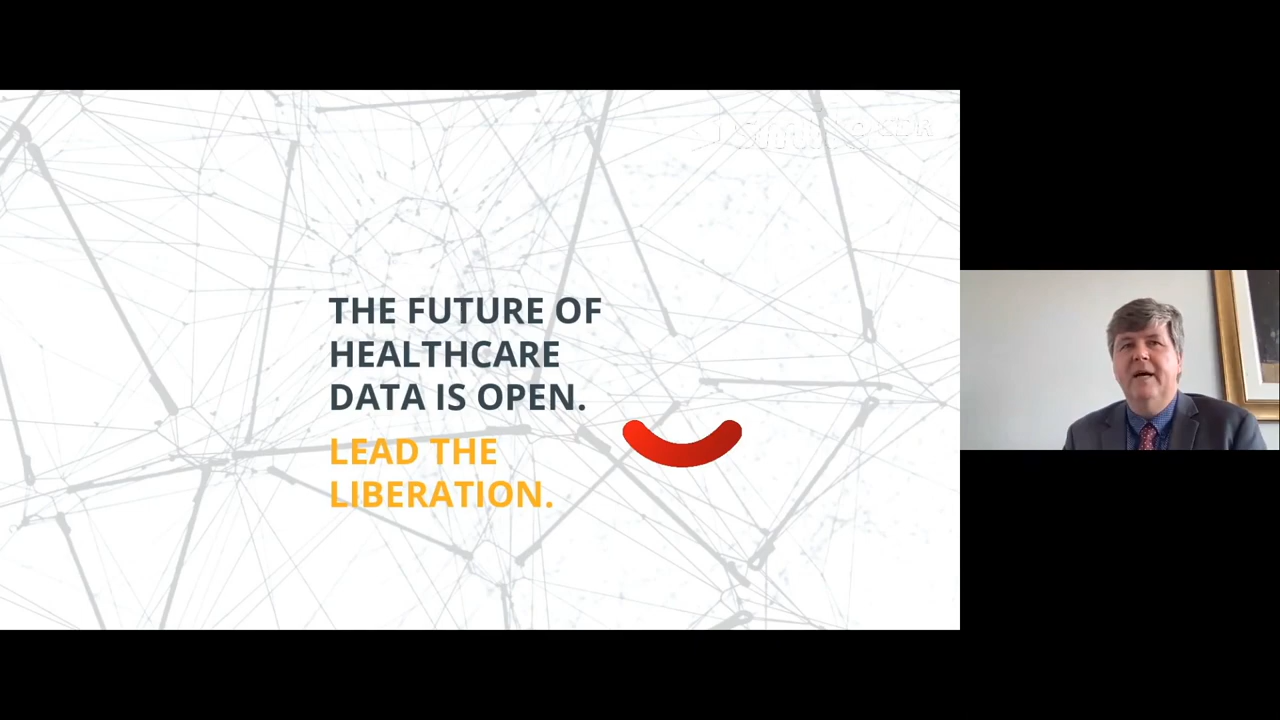 THE FUTURE OF
HEALTHCARE
DATA IS OPEN.
LEAD THE
LIBERATION.